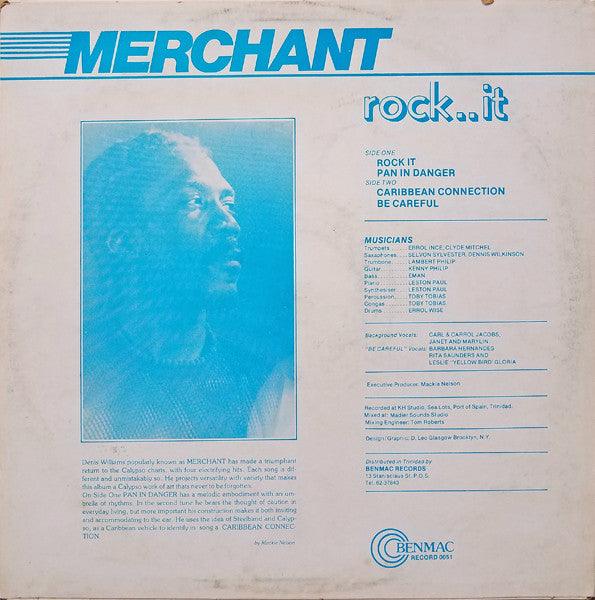 MERCHANT
rock..it
SIDE ONE
ROCK IT
PAN IN DANGER
SIDE TWO
CARIBBEAN CONNECTION
BE CAREFUL
MUSICIANS
Trumpets......ERROL INCE, CLYDE MITCHEL
Saxophones....SELVON SYLVESTER, DENNIS WILKINSON
Trumbone......LAMBERT PHILIP
Guitar........KENNY PHILIP
Bass..........EMAN
Piano.........LESTON PAUL
Synthesiser...LESTON PAUL
Percussion....TOBY TOBIAS
Gongas........TOBY TOBIAS
Drums.........ERROL WISE
Background Vocals: CARL & CARROL JACOBS,
JANET AND MARYLIN
"BE CAREFUL" Vocals: BARBARA HERNANDES
RITA SAUNDERS AND
LESLIE "YELLOW BIRD' GLORIA
Executive Producer: Mackie Nelson
Recorded at KH Studio, Sea Lots, Port of Spain, Trinidad.
Mixed at: Madier Sounds Studio
Mixing Engineer: Tom Roberts
Design/Graphic: D. Leo Glasgow Brooklyn, N.Y.
Distributed in Trinidad by
BENMAC RECORDS
13 Stanislaus St. P.O.S.
Tel. 62-37643
Denis Williams popularly known as MERCHANT has made a triumphant
return to the Calypso charts, with four electrifying hits. Each song is dif-
ferent and unmistakably so. He projects versatility with variety that makes
this album a Calypso work of art thats never to be forgotten.
On Side One PAN IN DANGER has a melodic embodiment with an um-
brella of rhythms. In the second tune he bears the thought of caution in
everyday living, but more important his construction makes it both inviting
and accommodating to the ear. He uses the idea of Steelband and Calyp-
so, as a Caribbean vehicle to identify in song a CARIBBEAN CONNEC-
TION.
by Mackie Nelson
BENMAC
RECORD 0051